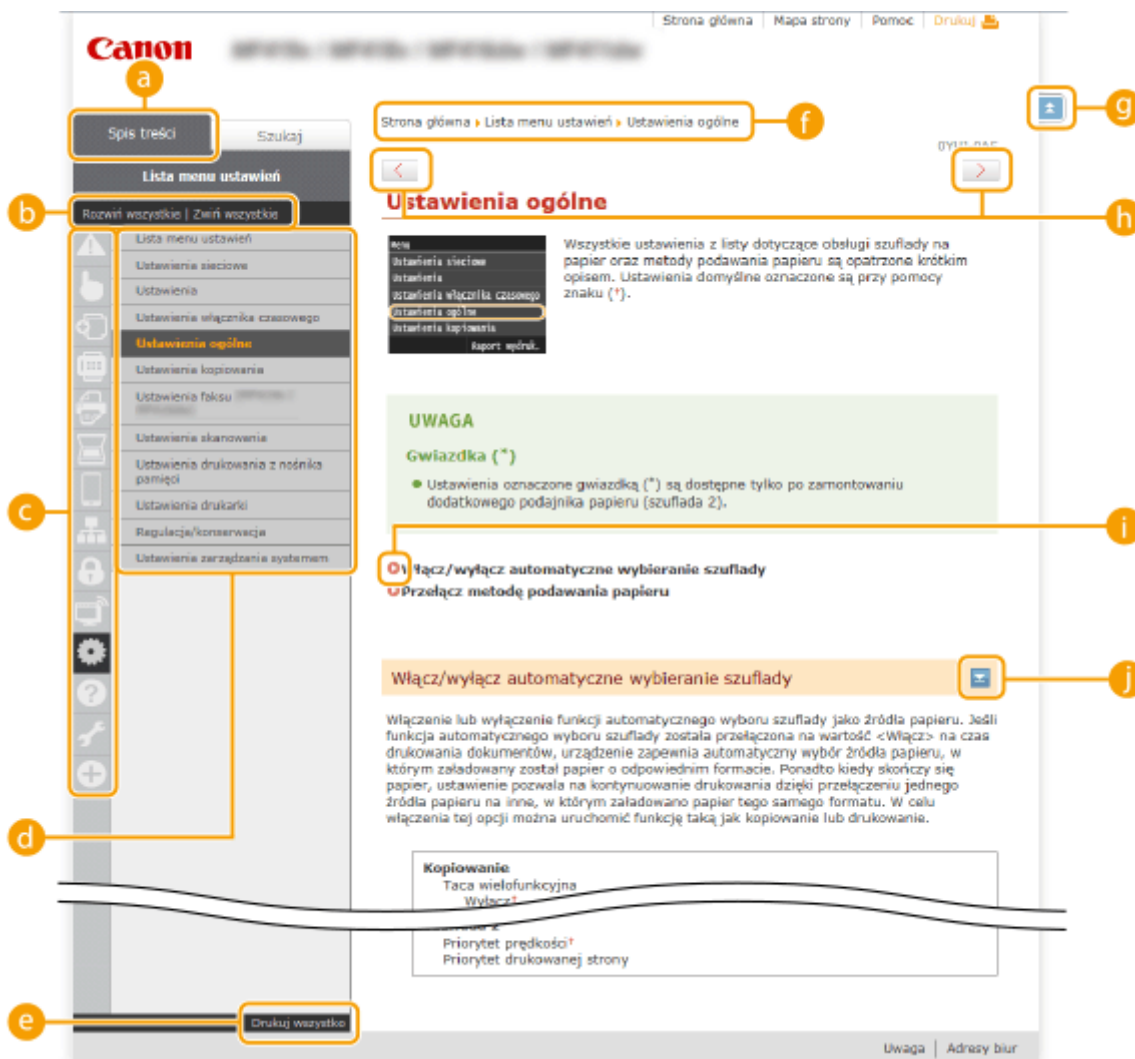 Strona główna | Mapa strony | Pomoc | Drukuj
Canon
a
g
Spis treści
Szukaj
Strona główna ▸ Lista menu ustawień ▸ Ustawienia ogólne
f
Lista menu ustawień
b
Rozwiń wszystkie | Zwiń wszystkie
h
Ustawienia ogólne
Lista menu ustawień
Ustawienia sieciowe
Ustawienia
Ustawienia włącznika czasowego
Ustawienia ogólne
Ustawienia kopiowania
Ustawienia faksu
Ustawienia skanowania
Ustawienia drukowania z nośnika
pamięci
Ustawienia drukarki
Regulacja/konserwacja
Ustawienia zarządzania systemem
c
d
Menu
Ustawienia sieciowe
Ustawienia
Ustawienia włącznika czasowego
Ustawienia ogólne
Ustawienia kopiowania
Raport wydruk.
Wszystkie ustawienia z listy dotyczące obsługi szuflady na
papier oraz metody podawania papieru są opatrzone krótkim
opisem. Ustawienia domyślne oznaczone są przy pomocy
znaku (†).
UWAGA
Gwiazdka (*)
Ustawienia oznaczone gwiazdką (*) są dostępne tylko po zamontowaniu
dodatkowego podajnika papieru (szuflada 2).
i
Włącz/wyłącz automatyczne wybieranie szuflady
Przełącz metodę podawania papieru
Włącz/wyłącz automatyczne wybieranie szuflady
j
Włączenie lub wyłączenie funkcji automatycznego wyboru szuflady jako źródła papieru. Jeśli
funkcja automatycznego wyboru szuflady została przełączona na wartość <Włącz> na czas
drukowania dokumentów, urządzenie zapewnia automatyczny wybór źródła papieru, w
którym załadowany został papier o odpowiednim formacie. Ponadto kiedy skończy się
papier, ustawienie pozwala na kontynuowanie drukowania dzięki przełączeniu jednego
źródła papieru na inne, w którym załadowano papier tego samego formatu. W celu
włączenia tej opcji można uruchomić funkcję taką jak kopiowanie lub drukowanie.
Kopiowanie
Taca wielofunkcyjna
Wyłącz†
Priorytet prędkości†
Priorytet drukowanej strony
e
Drukuj wszystko
Uwaga | Adresy biur